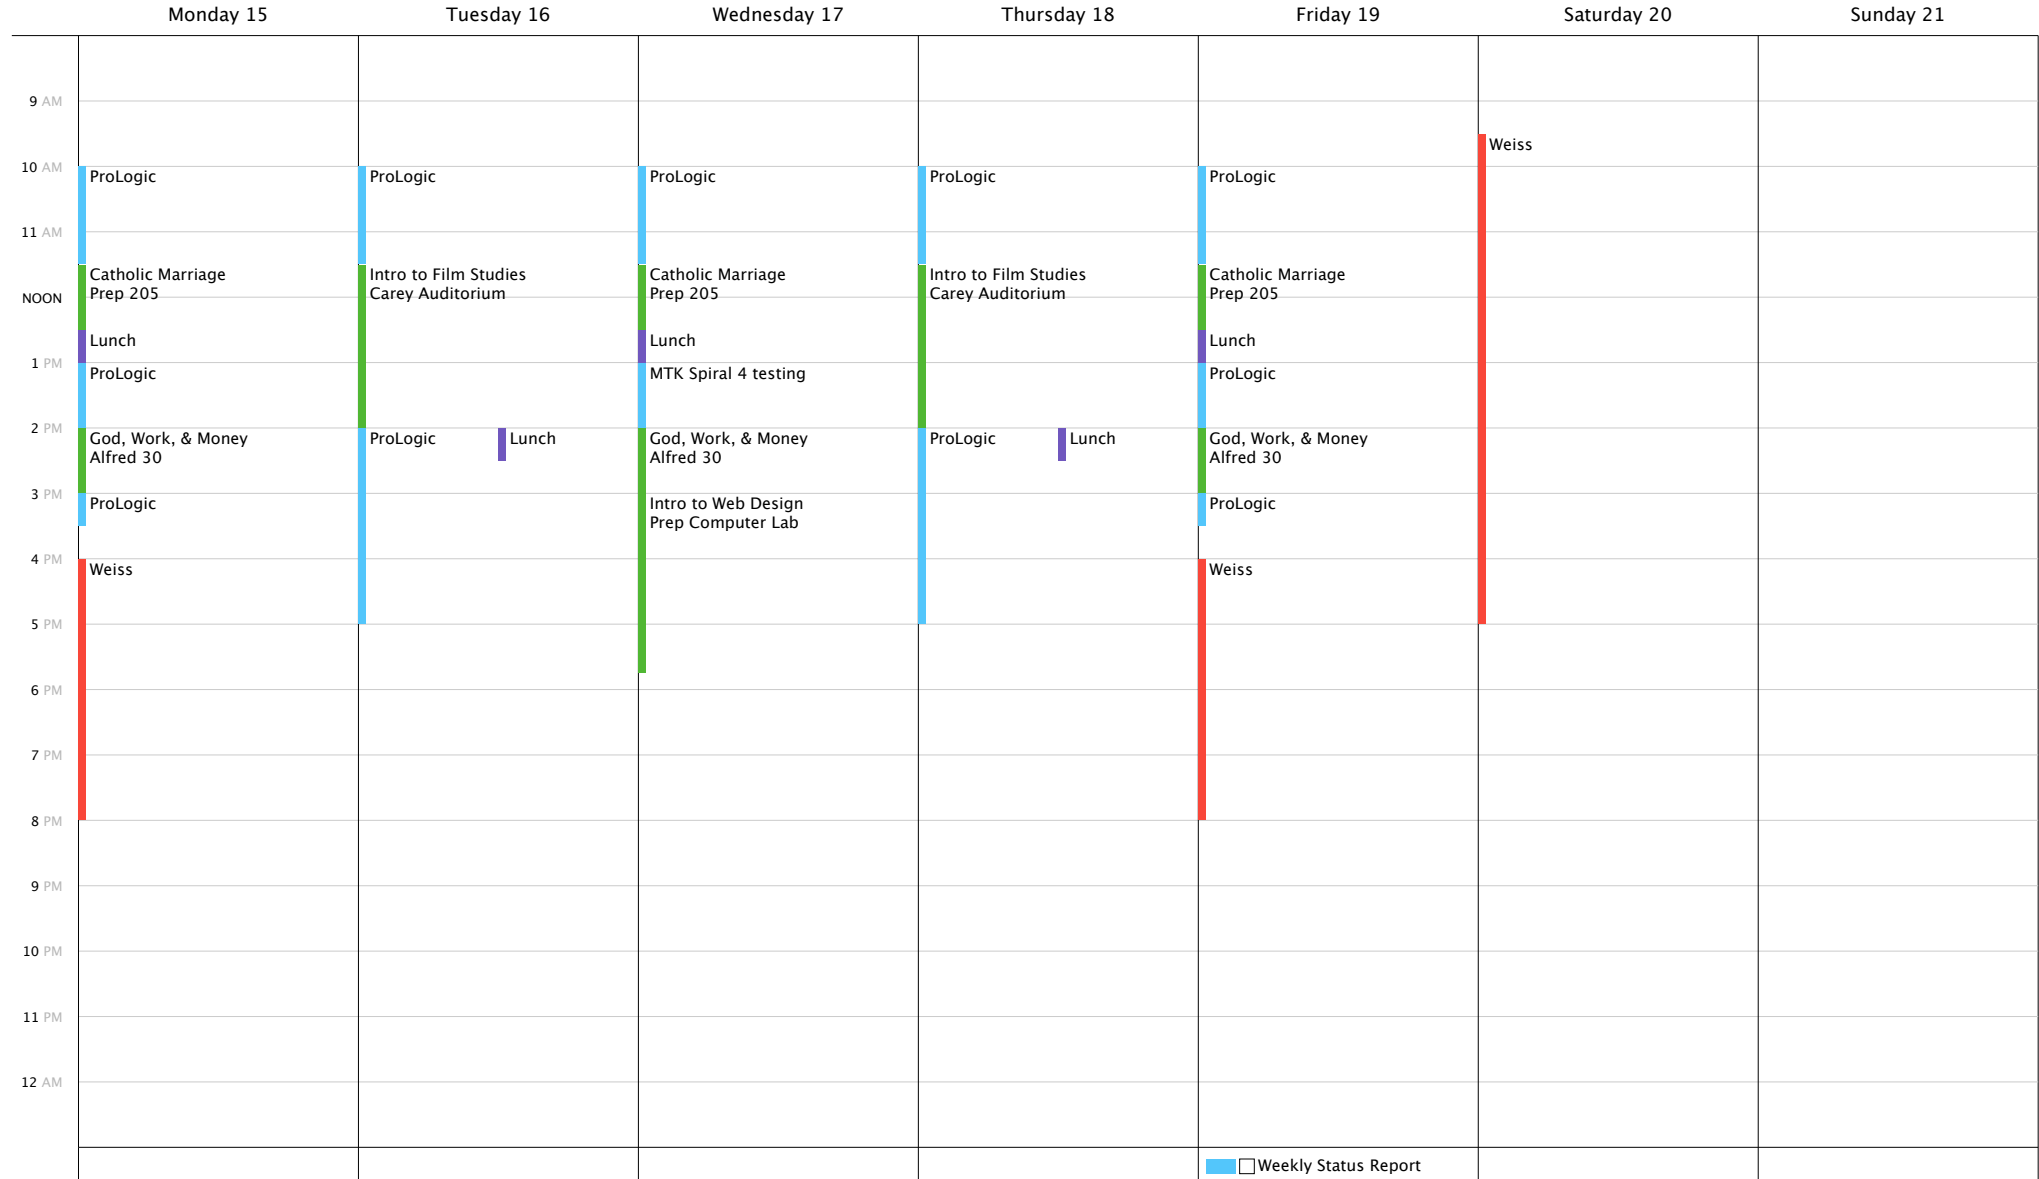 Monday 15
Tuesday 16
Wednesday 17
Thursday 18
Friday 19
Saturday 20
Sunday 21
9 AM
10 AM
11 AM
NOON
1 PM
2 PM
3 PM
4 PM
5 PM
6 PM
7 PM
8 PM
9 PM
10 PM
11 PM
12 AM
ProLogic
Catholic Marriage
Prep 205
Lunch
ProLogic
God, Work, & Money
Alfred 30
ProLogic
Weiss
ProLogic
Intro to Film Studies
Carey Auditorium
ProLogic
Lunch
ProLogic
Catholic Marriage
Prep 205
Lunch
MTK Spiral 4 testing
God, Work, & Money
Alfred 30
Intro to Web Design
Prep Computer Lab
ProLogic
Intro to Film Studies
Carey Auditorium
ProLogic
Lunch
ProLogic
Catholic Marriage
Prep 205
Lunch
ProLogic
God, Work, & Money
Alfred 30
ProLogic
Weiss
Weiss
Weekly Status Report